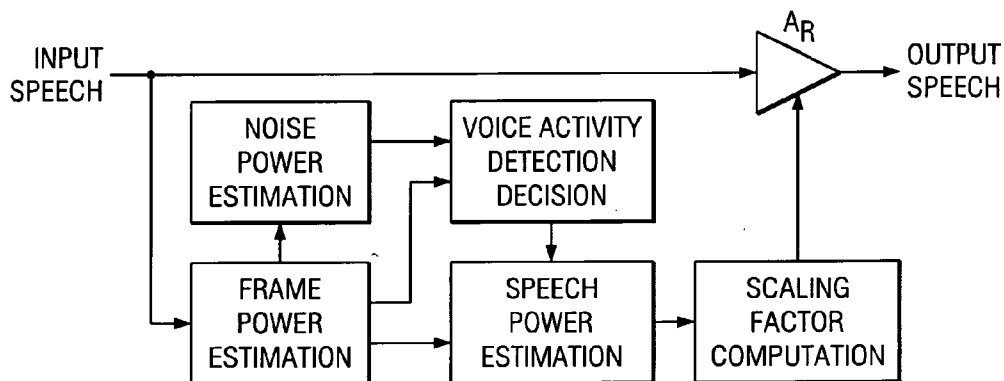 INPUT
SPEECH
A_R
OUTPUT
SPEECH
NOISE
POWER
ESTIMATION
VOICE ACTIVITY
DETECTION
DECISION
FRAME
POWER
ESTIMATION
SPEECH
POWER
ESTIMATION
SCALING
FACTOR
COMPUTATION